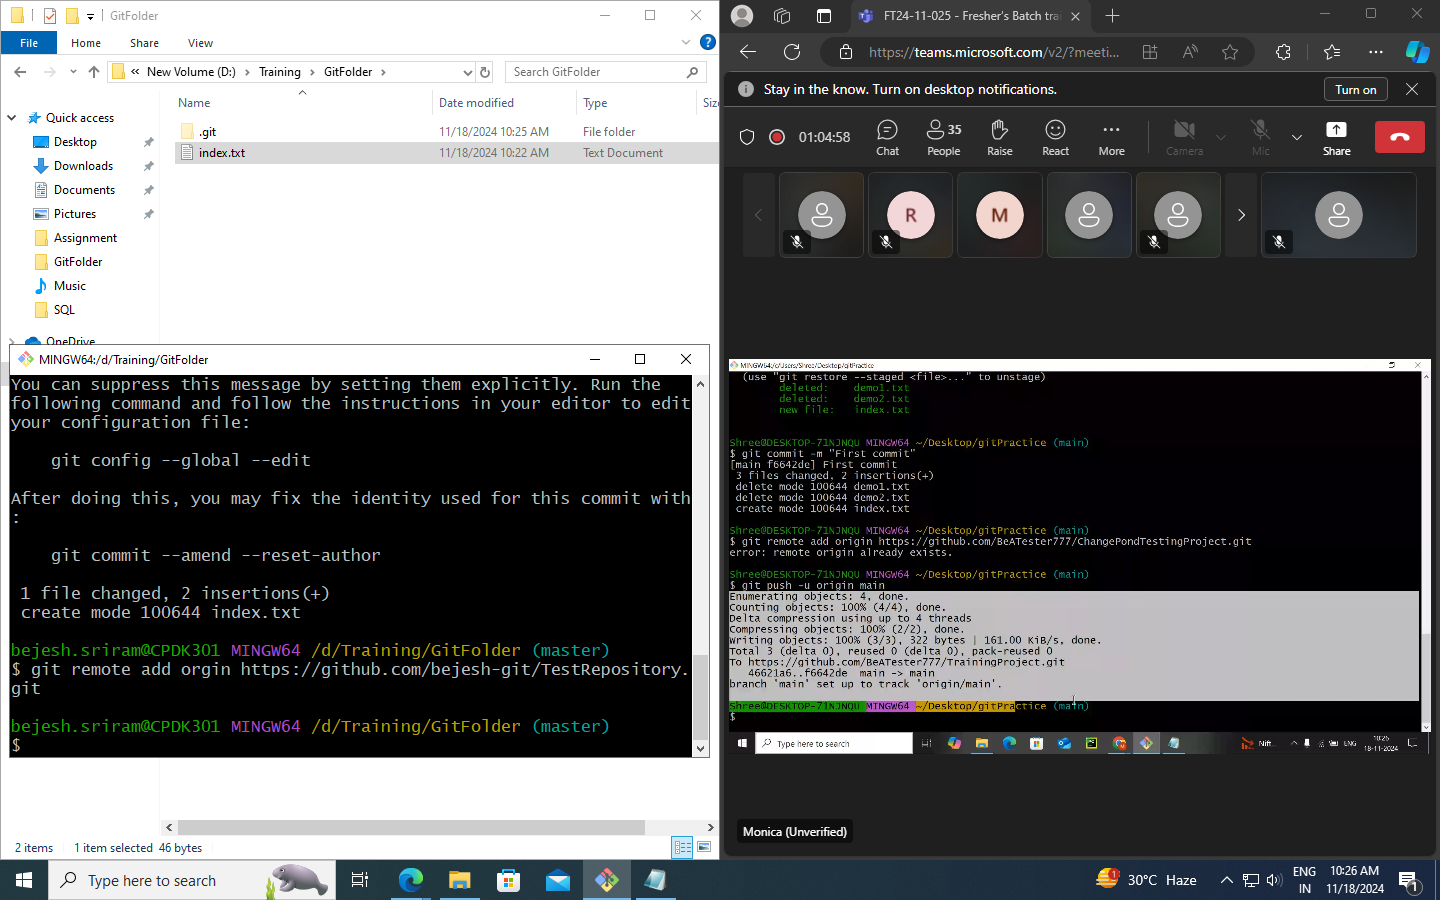 GitFolder
File
Home
Share
View
« New Volume (D:) › Training › GitFolder ›
Search GitFolder
Name
Date modified
Type
Size
.git
11/18/2024 10:25 AM
File folder
index.txt
11/18/2024 10:22 AM
Text Document
Quick access
Desktop
Downloads
Documents
Pictures
Assignment
GitFolder
Music
SQL
OneDrive
MINGW64:/d/Training/GitFolder
You can suppress this message by setting them explicitly. Run the
following command and follow the instructions in your editor to edit
your configuration file:
git config --global --edit
After doing this, you may fix the identity used for this commit with
:
git commit --amend --reset-author
1 file changed, 2 insertions(+)
create mode 100644 index.txt
bejesh.sriram@CPDK301 MINGW64 /d/Training/GitFolder (master)
$ git remote add orgin https://github.com/bejesh-git/TestRepository.
git
bejesh.sriram@CPDK301 MINGW64 /d/Training/GitFolder (master)
$
2 items
1 item selected 46 bytes
FT24-11-025 - Fresher's Batch trai
https://teams.microsoft.com/v2/?meeti...
Stay in the know. Turn on desktop notifications.
Turn on
01:04:58
Chat
35
People
Raise
React
More
Camera
Mic
Share
R
M
MINGW64:/c/Users/Shree/Desktop/gitPractice
(use "git restore --staged <file>..." to unstage)
deleted: demo1.txt
deleted: demo2.txt
new file: index.txt
Shree@DESKTOP-71NJNQU MINGW64 ~/Desktop/gitPractice (main)
$ git commit -m "First commit"
[main f6642de] First commit
3 files changed, 2 insertions(+)
delete mode 100644 demo1.txt
delete mode 100644 demo2.txt
create mode 100644 index.txt
Shree@DESKTOP-71NJNQU MINGW64 ~/Desktop/gitPractice (main)
$ git remote add origin https://github.com/BeATester777/ChangePondTestingProject.git
error: remote origin already exists.
Shree@DESKTOP-71NJNQU MINGW64 ~/Desktop/gitPractice (main)
$ git push -u origin main
Enumerating objects: 4, done.
Counting objects: 100% (4/4), done.
Delta compression using up to 4 threads
Compressing objects: 100% (2/2), done.
Writing objects: 100% (3/3), 322 bytes | 161.00 KiB/s, done.
Total 3 (delta 0), reused 0 (delta 0), pack-reused 0
To https://github.com/BeATester777/TrainingProject.git
46621a6..f6642de main -> main
branch 'main' set up to track 'origin/main'.
Shree@DESKTOP-71NJNQU MINGW64 ~/Desktop/gitPractice (main)
$
Type here to search
Nift...
ENG
10:26
18-11-2024
Monica (Unverified)
Type here to search
1
30°C Haze
ENG
IN
10:26 AM
11/18/2024
1